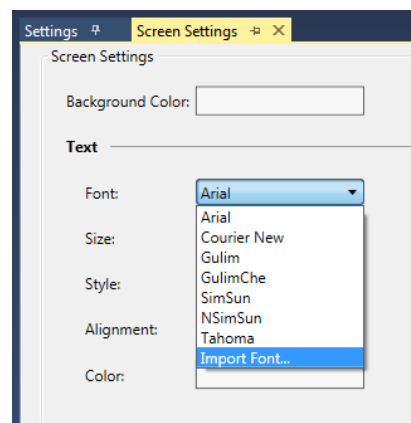 Settings Screen Settings
Screen Settings
Background Color:
Text
Font: Arial
Arial
Size: Courier New
Gulim
Style: GulimChe
SimSun
NSimSun
Alignment: Tahoma
Import Font...
Color: